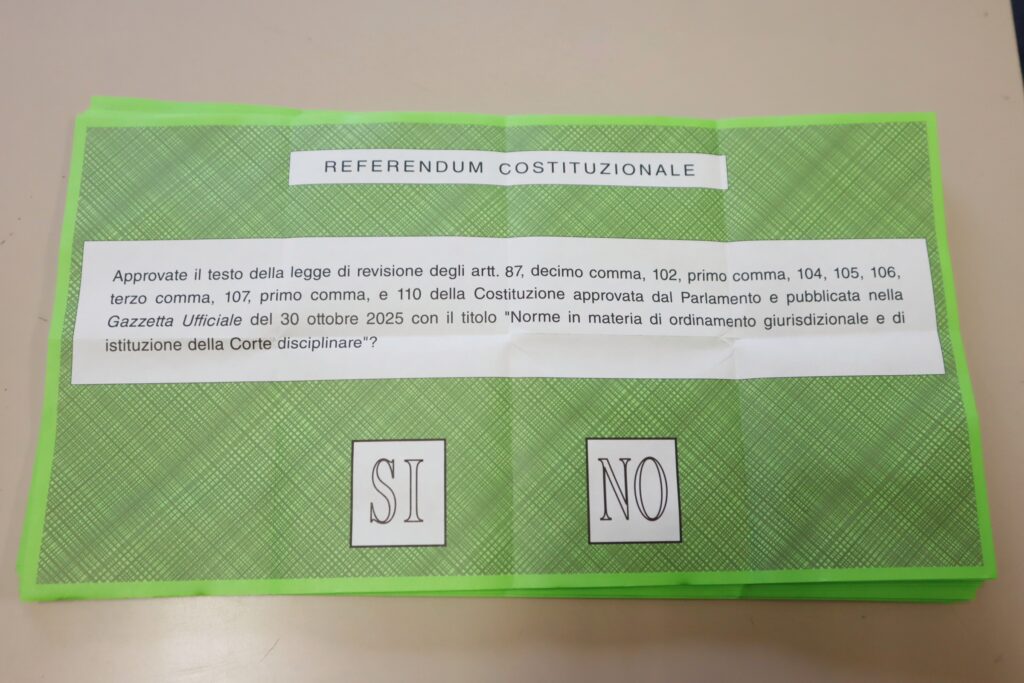 REFERENDUM COSTITUZIONALE
Approvate il testo della legge di revisione degli artt. 87, decimo comma, 102, primo comma, 104, 105, 106,
terzo comma, 107, primo comma, e 110 della Costituzione approvata dal Parlamento e pubblicata nella
Gazzetta Ufficiale del 30 ottobre 2025 con il titolo "Norme in materia di ordinamento giurisdizionale e di
istituzione della Corte disciplinare"?
SI NO